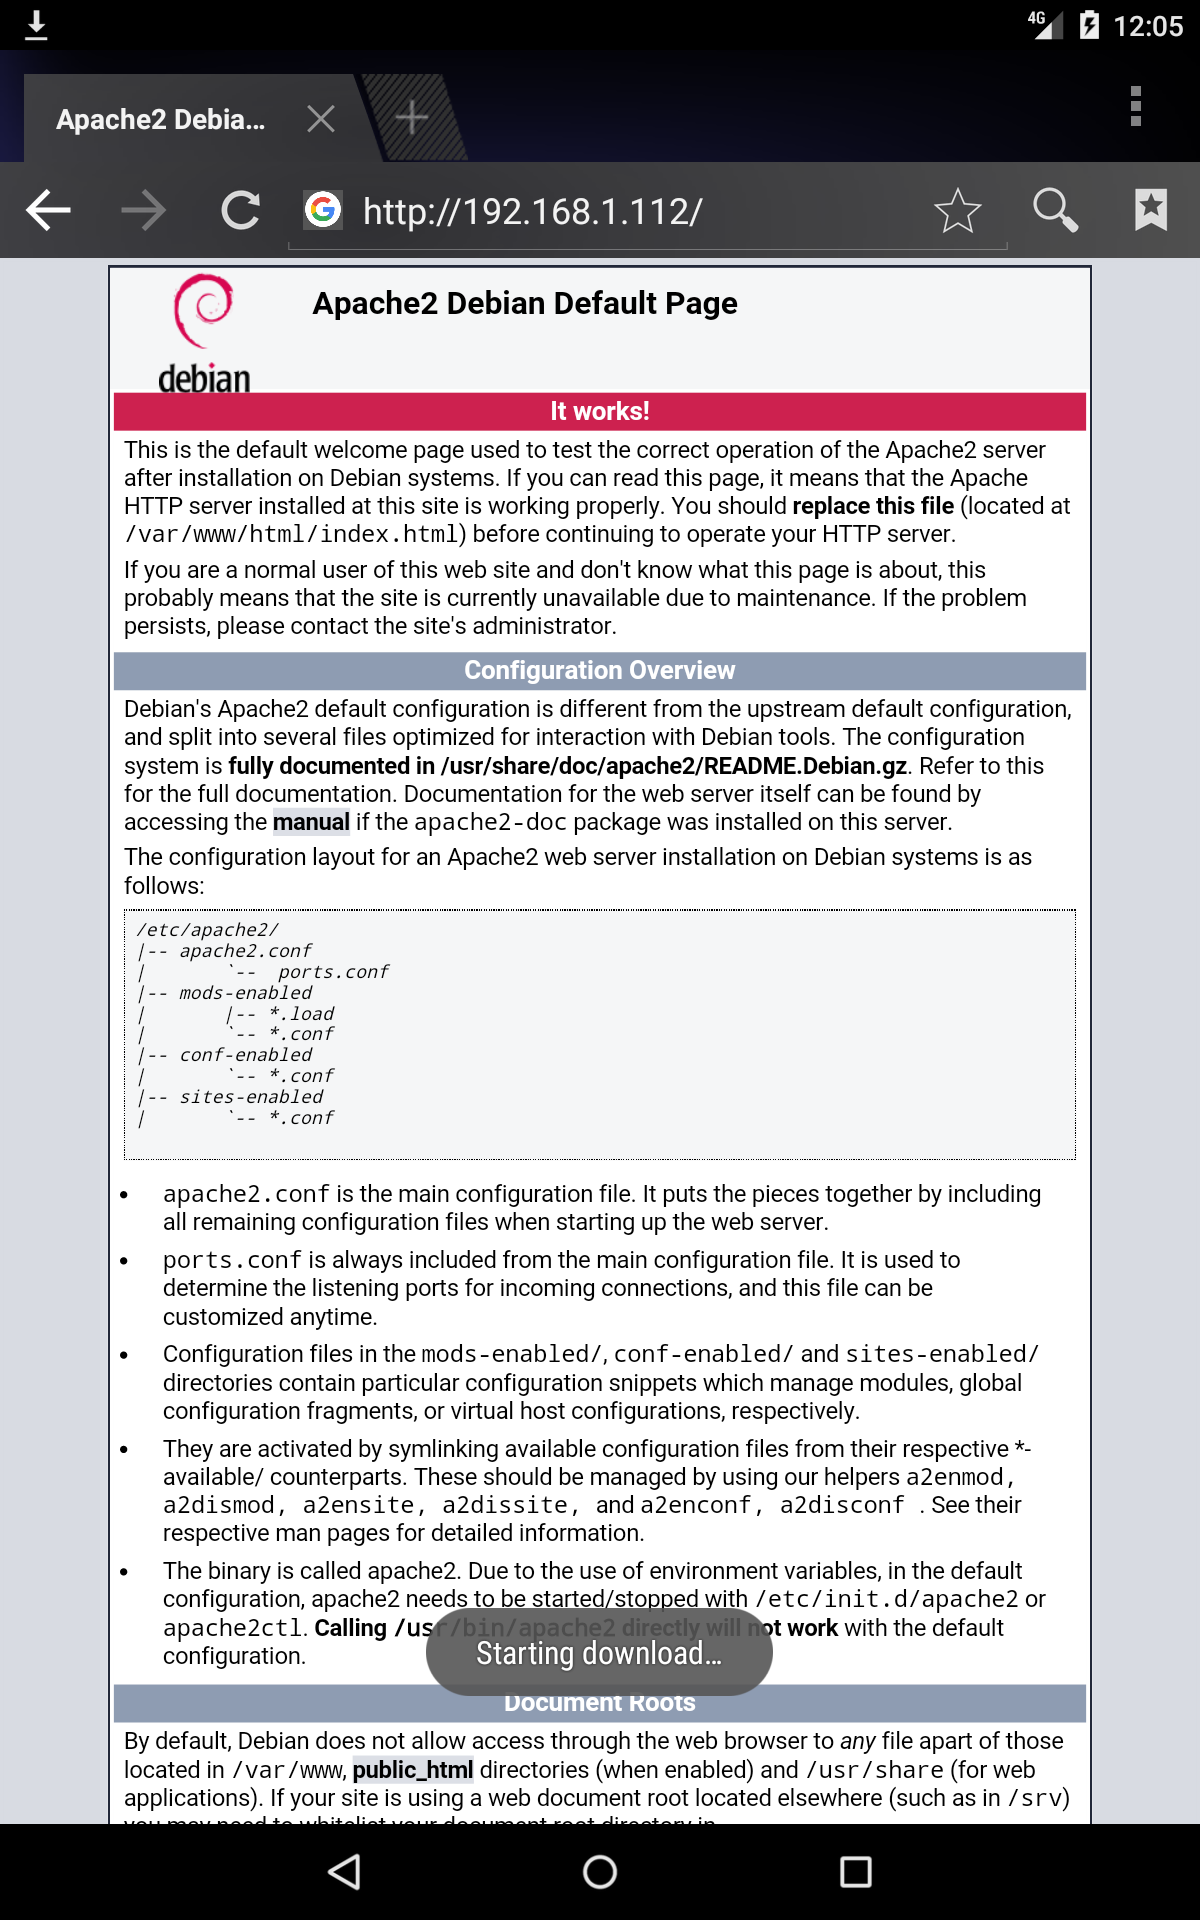 4G 12:05
Apache2 Debia...
http://192.168.1.112/
debian
Apache2 Debian Default Page
It works!
This is the default welcome page used to test the correct operation of the Apache2 server
after installation on Debian systems. If you can read this page, it means that the Apache
HTTP server installed at this site is working properly. You should replace this file (located at
/var/www/html/index.html) before continuing to operate your HTTP server.
If you are a normal user of this web site and don't know what this page is about, this
probably means that the site is currently unavailable due to maintenance. If the problem
persists, please contact the site's administrator.
Configuration Overview
Debian's Apache2 default configuration is different from the upstream default configuration,
and split into several files optimized for interaction with Debian tools. The configuration
system is fully documented in /usr/share/doc/apache2/README.Debian.gz. Refer to this
for the full documentation. Documentation for the web server itself can be found by
accessing the manual if the apache2-doc package was installed on this server.
The configuration layout for an Apache2 web server installation on Debian systems is as
follows:
/etc/apache2/
|-- apache2.conf
|       `--  ports.conf
|-- mods-enabled
|       |-- *.load
|       `-- *.conf
|-- conf-enabled
|       `-- *.conf
|-- sites-enabled
|       `-- *.conf
• apache2.conf is the main configuration file. It puts the pieces together by including
all remaining configuration files when starting up the web server.
• ports.conf is always included from the main configuration file. It is used to
determine the listening ports for incoming connections, and this file can be
customized anytime.
• Configuration files in the mods-enabled/, conf-enabled/ and sites-enabled/
directories contain particular configuration snippets which manage modules, global
configuration fragments, or virtual host configurations, respectively.
• They are activated by symlinking available configuration files from their respective *-
available/ counterparts. These should be managed by using our helpers a2enmod,
a2dismod, a2ensite, a2dissite, and a2enconf, a2disconf . See their
respective man pages for detailed information.
• The binary is called apache2. Due to the use of environment variables, in the default
configuration, apache2 needs to be started/stopped with /etc/init.d/apache2 or
apache2ctl. Calling /usr/bin/apache2 directly will not work with the default
configuration.
Starting download...
Document Roots
By default, Debian does not allow access through the web browser to any file apart of those
located in /var/www, public_html directories (when enabled) and /usr/share (for web
applications). If your site is using a web document root located elsewhere (such as in /srv)
you may need to whitelist your document root directory in